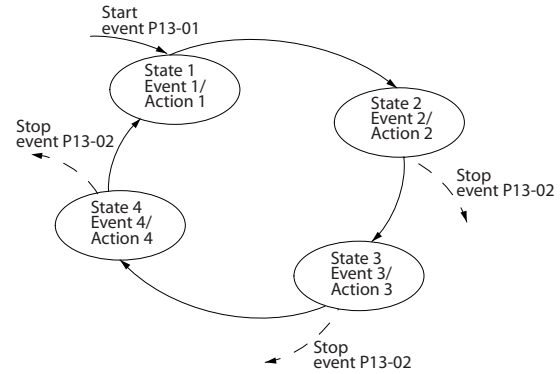 Start
event P13-01
State 1
Event 1/
Action 1
State 2
Event 2/
Action 2
Stop
event P13-02
Stop
event P13-02
State 4
Event 4/
Action 4
State 3
Event 3/
Action 3
Stop
event P13-02